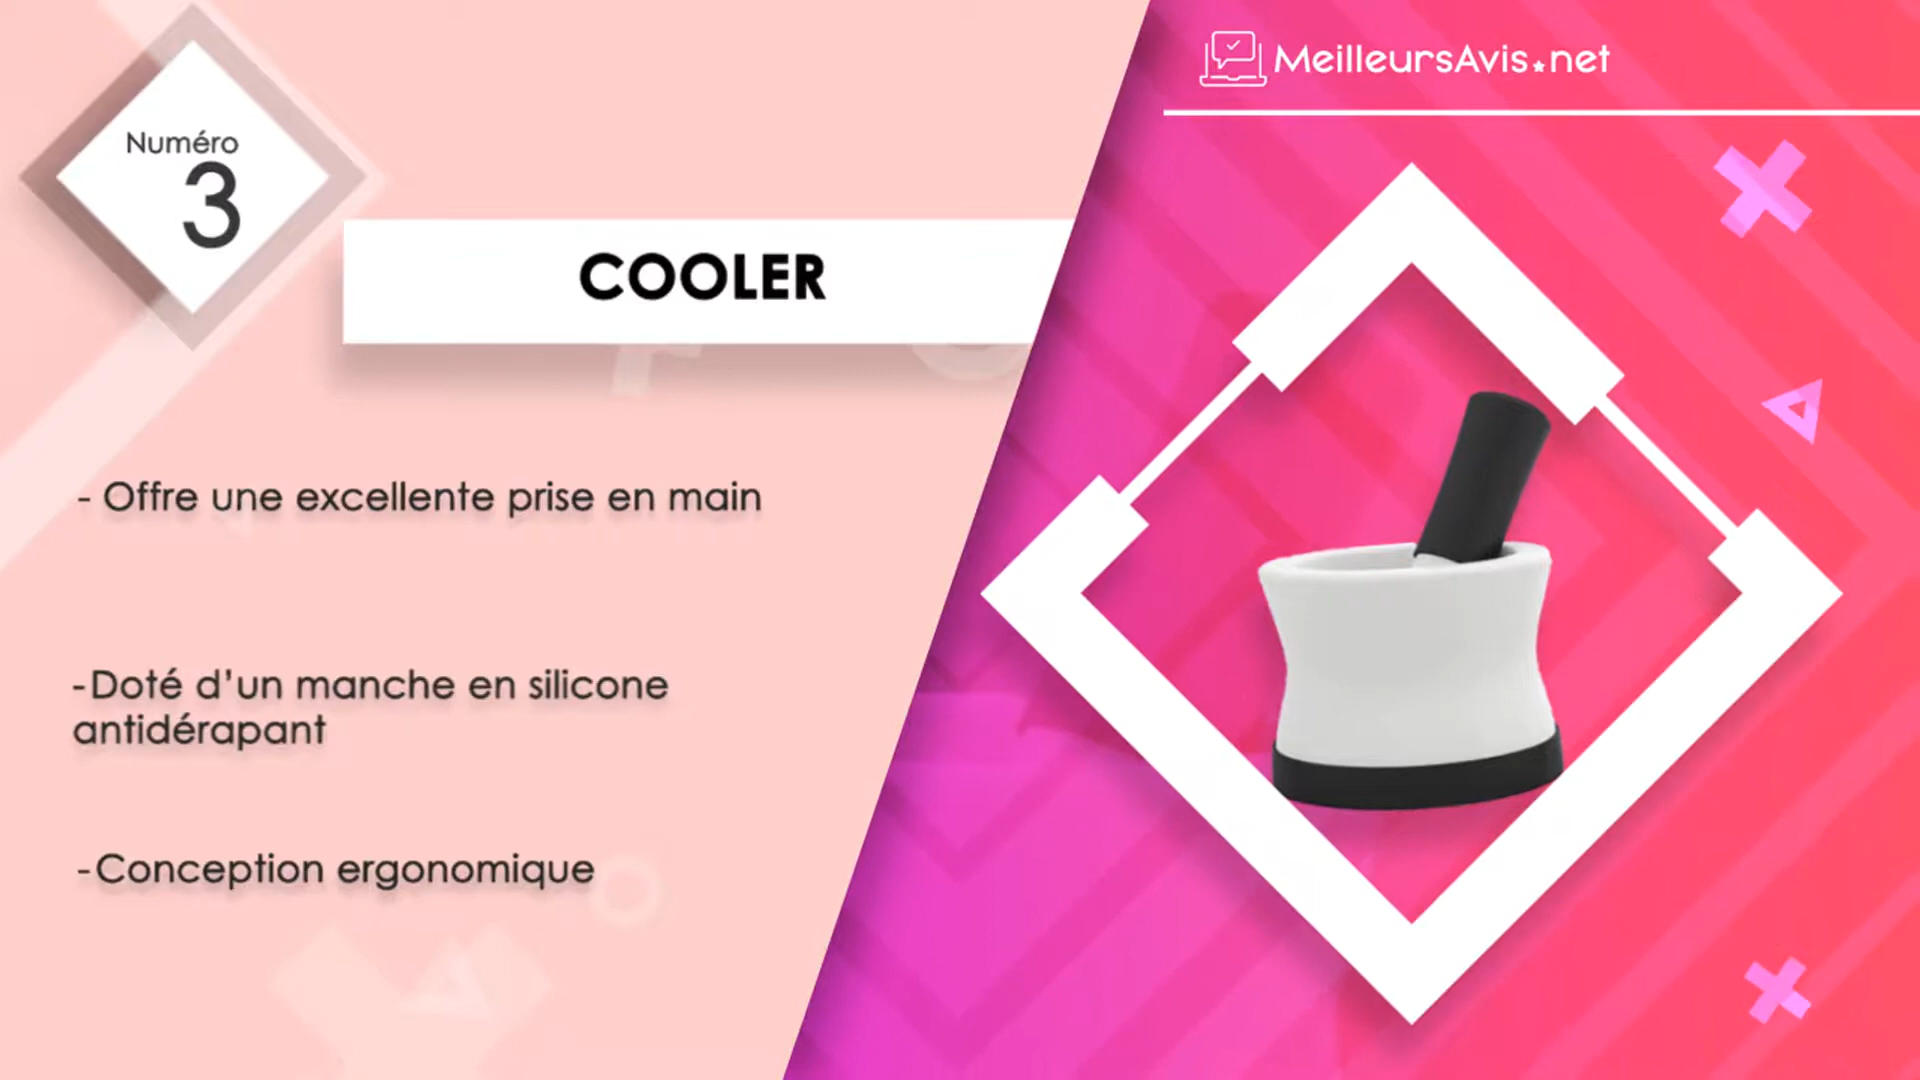 Numéro
3
COOLER
- Offre une excellente prise en main
-Doté d’un manche en silicone
antidérapant
-Conception ergonomique
MeilleursAvis★net